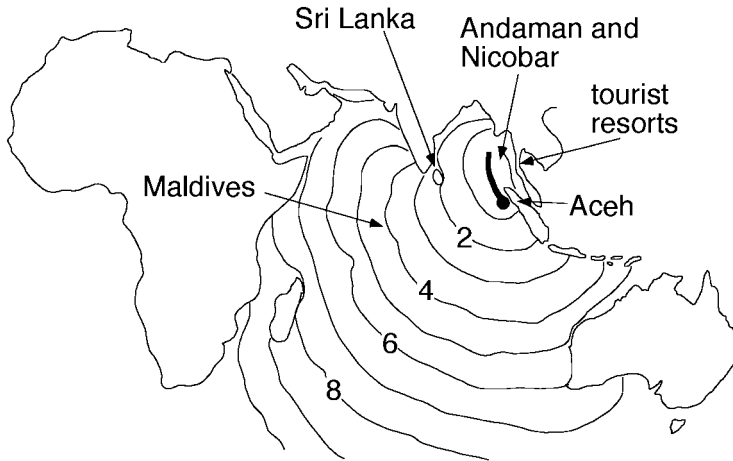 Sri Lanka
Andaman and
Nicobar
tourist
resorts
Maldives
Aceh
2
4
6
8